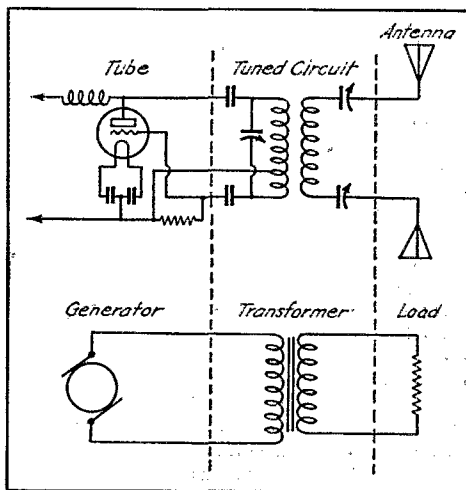 Antenna
Tube
Tuned Circuit
Generator
Transformer
Load